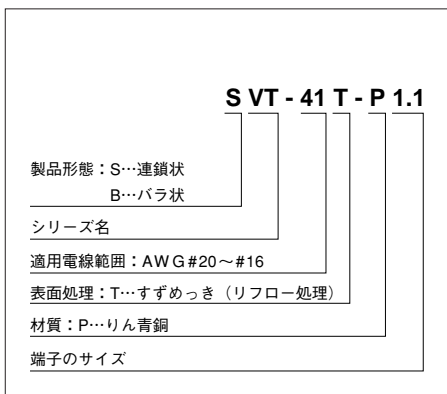 S VT - 41 T - P 1.1
製品形態：S…連鎖状
B…バラ状
シリーズ名
適用電線範囲：AWG#20～#16
表面処理：T…すずめっき（リフロー処理）
材質：P…りん青銅
端子のサイズ